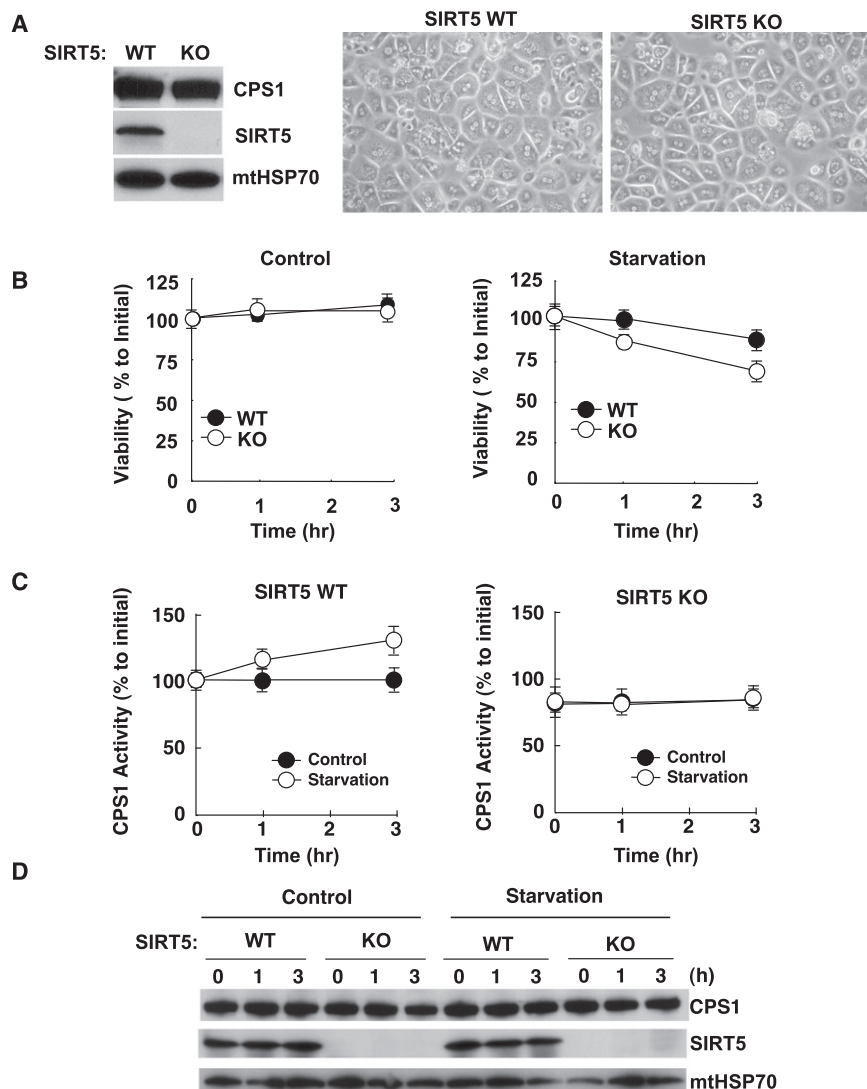 A
SIRT5: WT KO
CPS1
SIRT5
mtHSP70
SIRT5 WT
SIRT5 KO
B
Control
Viability ( % to Initial)
125
100
75
50
25
0
WT
KO
0 1 2 3
Time (hr)
Starvation
Viability ( % to Initial)
125
100
75
50
25
0
WT
KO
0 1 2 3
Time (hr)
C
SIRT5 WT
CPS1 Activity (% to initial)
150
100
50
0
Control
Starvation
0 1 2 3
Time (hr)
SIRT5 KO
CPS1 Activity (% to initial)
150
100
50
0
Control
Starvation
0 1 2 3
Time (hr)
D
Control Starvation
SIRT5: WT KO WT KO
0 1 3 0 1 3 0 1 3 0 1 3 (h)
CPS1
SIRT5
mtHSP70